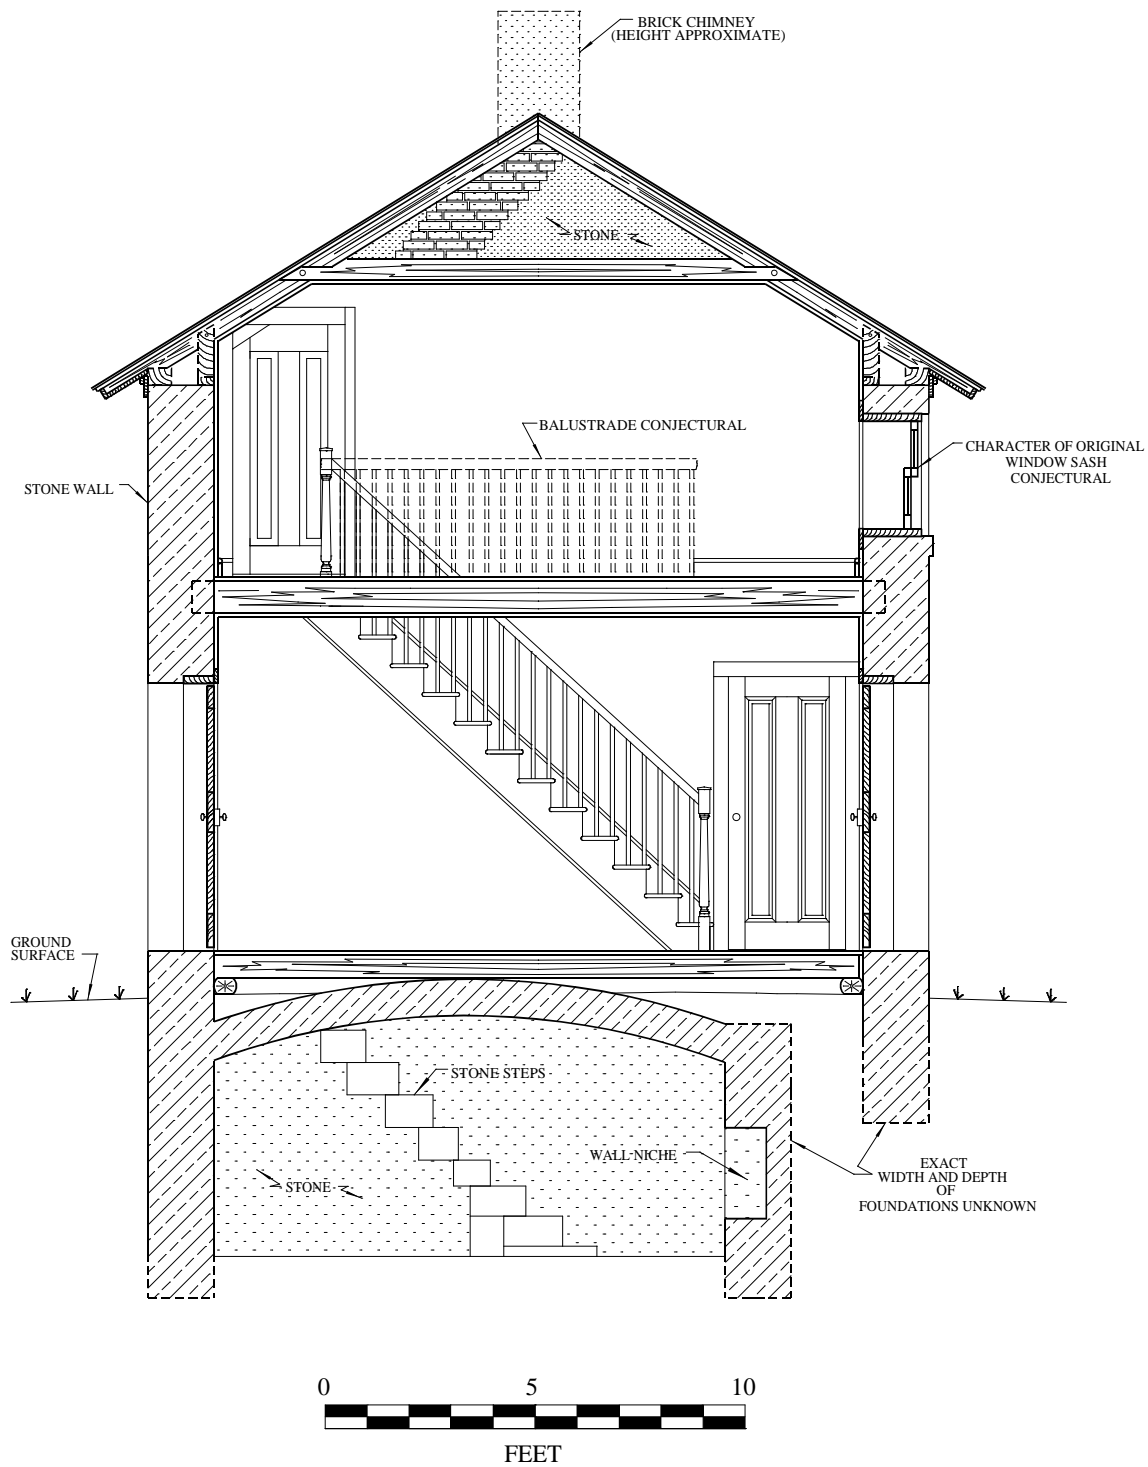 BRICK CHIMNEY
(HEIGHT APPROXIMATE)
STONE
BALUSTRADE CONJECTURAL
CHARACTER OF ORIGINAL
WINDOW SASH
CONJECTURAL
STONE WALL
GROUND
SURFACE
STONE STEPS
WALL NICHE
STONE
EXACT
WIDTH AND DEPTH
OF
FOUNDATIONS UNKNOWN
0 5 10
FEET